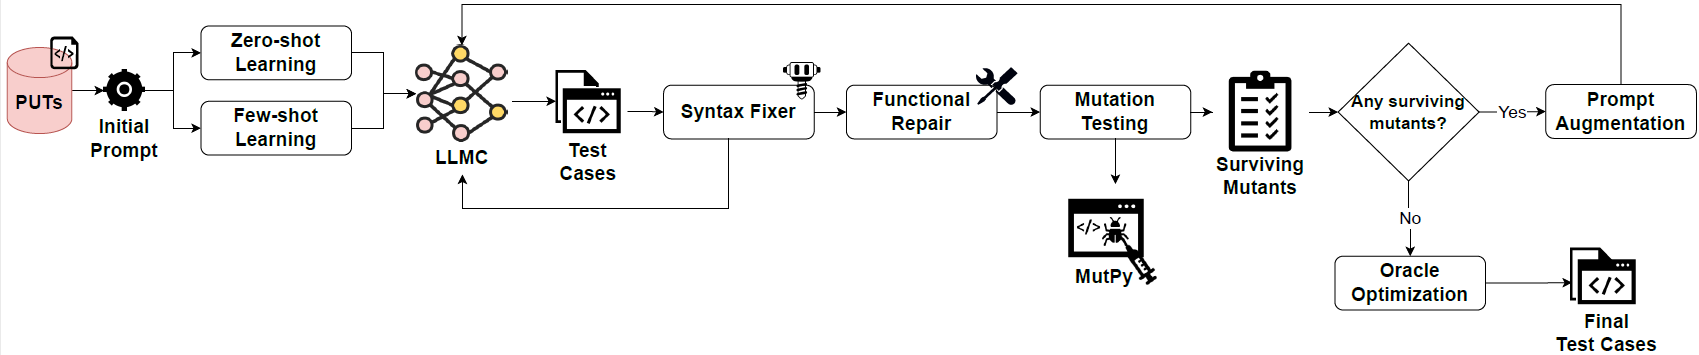 </>
PUTs
Initial
Prompt
Zero-shot
Learning
Few-shot
Learning
LLMC
</>
Test
Cases
Syntax Fixer
Functional
Repair
Mutation
Testing
</>
MutPy
Surviving
Mutants
Any surviving
mutants?
Yes
Prompt
Augmentation
No
Oracle
Optimization
</>
Final
Test Cases